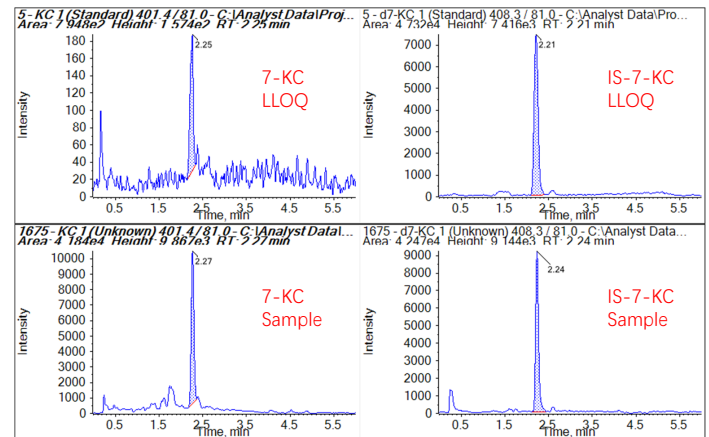 5 - KC 1 (Standard) 401.4 / 81.0 - C:\Analyst Data\Proj...
Area: 7.948e2 Height: 1.574e2 RT: 2.25 min
180
160
140
120
100
80
60
40
20
0
Intensity
2.25
7-KC
LLOQ
0.5 1.5 2.5 3.5 4.5 5.5
Time, min
5 - d7-KC 1 (Standard) 408.3 / 81.0 - C:\Analyst Data\Pro...
Area: 4.732e4 Height: 7.416e3 RT: 2.21 min
7000
6000
5000
4000
3000
2000
1000
0
Intensity
2.21
IS-7-KC
LLOQ
0.5 1.5 2.5 3.5 4.5 5.5
Time, min
1675 - KC 1 (Unknown) 401.4 / 81.0 - C:\Analyst Data\...
Area: 4.184e4 Height: 9.867e3 RT: 2.27 min
10000
9000
8000
7000
6000
5000
4000
3000
2000
1000
0
Intensity
2.27
7-KC
Sample
0.5 1.5 2.5 3.5 4.5 5.5
Time, min
1675 - d7-KC 1 (Unknown) 408.3 / 81.0 - C:\Analyst Data...
Area: 4.247e4 Height: 9.144e3 RT: 2.24 min
9000
8000
7000
6000
5000
4000
3000
2000
1000
0
Intensity
2.24
IS-7-KC
Sample
0.5 1.5 2.5 3.5 4.5 5.5
Time, min